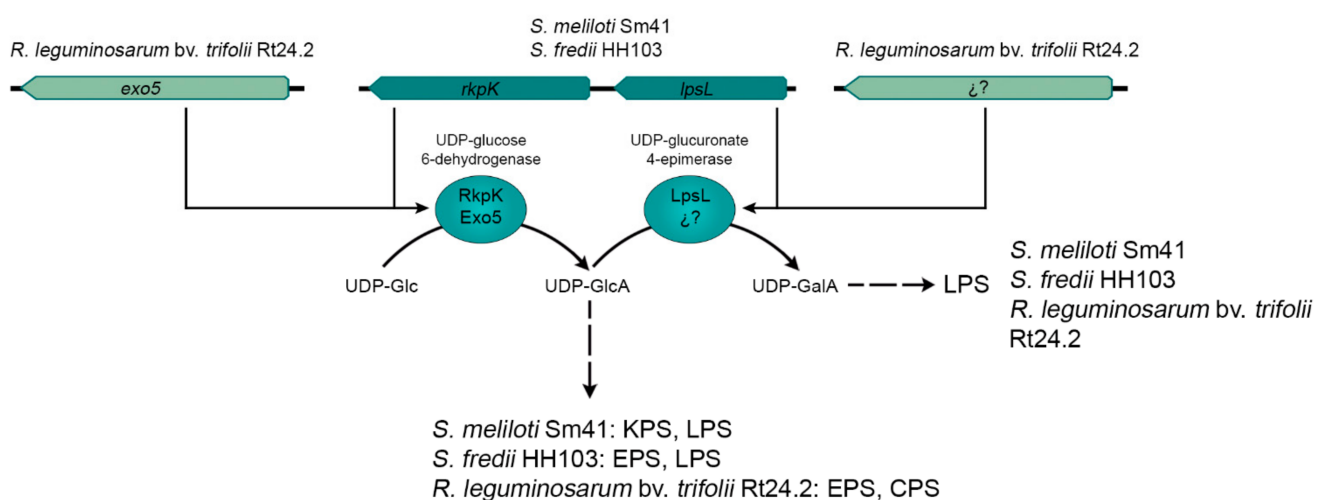 S. meliloti Sm41
S. fredii HH103
R. leguminosarum bv. trifolii Rt24.2
R. leguminosarum bv. trifolii Rt24.2
exo5
rkpK
lpsL
¿?
UDP-glucose
6-dehydrogenase
UDP-glucuronate
4-epimerase
RkpK
Exo5
LpsL
¿?
UDP-Glc
UDP-GlcA
UDP-GalA
LPS
S. meliloti Sm41
S. fredii HH103
R. leguminosarum bv. trifolii
Rt24.2
S. meliloti Sm41: KPS, LPS
S. fredii HH103: EPS, LPS
R. leguminosarum bv. trifolii Rt24.2: EPS, CPS